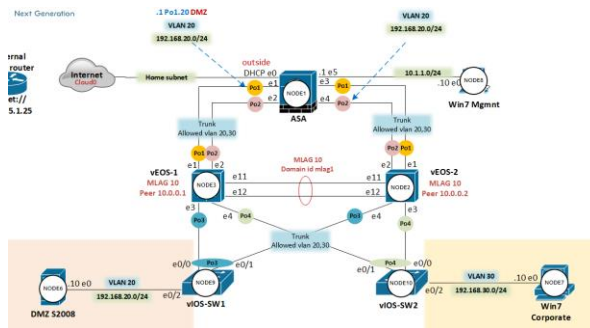 Next Generation
.1 Po1.20 DMZ
VLAN 20
192.168.20.0/24
VLAN 20
192.168.20.0/24
ernal
router
et://
5.1.25
Internet
Cloud0
Home subnet
outside
DHCP e0
e1
e2
Po1
Po2
NODE1
ASA
.1 e5
e3
e4
Po1
Po2
10.1.1.0/24
.10 e0
NODE8
Win7 Mgmnt
Trunk
Allowed vlan 20,30
Trunk
Allowed vlan 20,30
Po1 Po2
Po2 Po1
e1
e2
e2
e1
vEOS-1
MLAG 10
Peer 10.0.0.1
NODE3
MLAG 10
Domain id mlag1
e11
e12
e11
e12
NODE2
vEOS-2
MLAG 10
Peer 10.0.0.2
e3
Po3
e4
Po4
Po3
e4
e3
Po4
Trunk
Allowed vlan 20,30
e0/0
Po3
e0/1
e0/1
Po4
e0/0
NODE6
DMZ S2008
.10 e0
VLAN 20
192.168.20.0/24
e0/2
vIOS-SW1
NODE10
vIOS-SW2
e0/2
VLAN 30
192.168.30.0/24
.10 e0
NODE7
Win7
Corporate